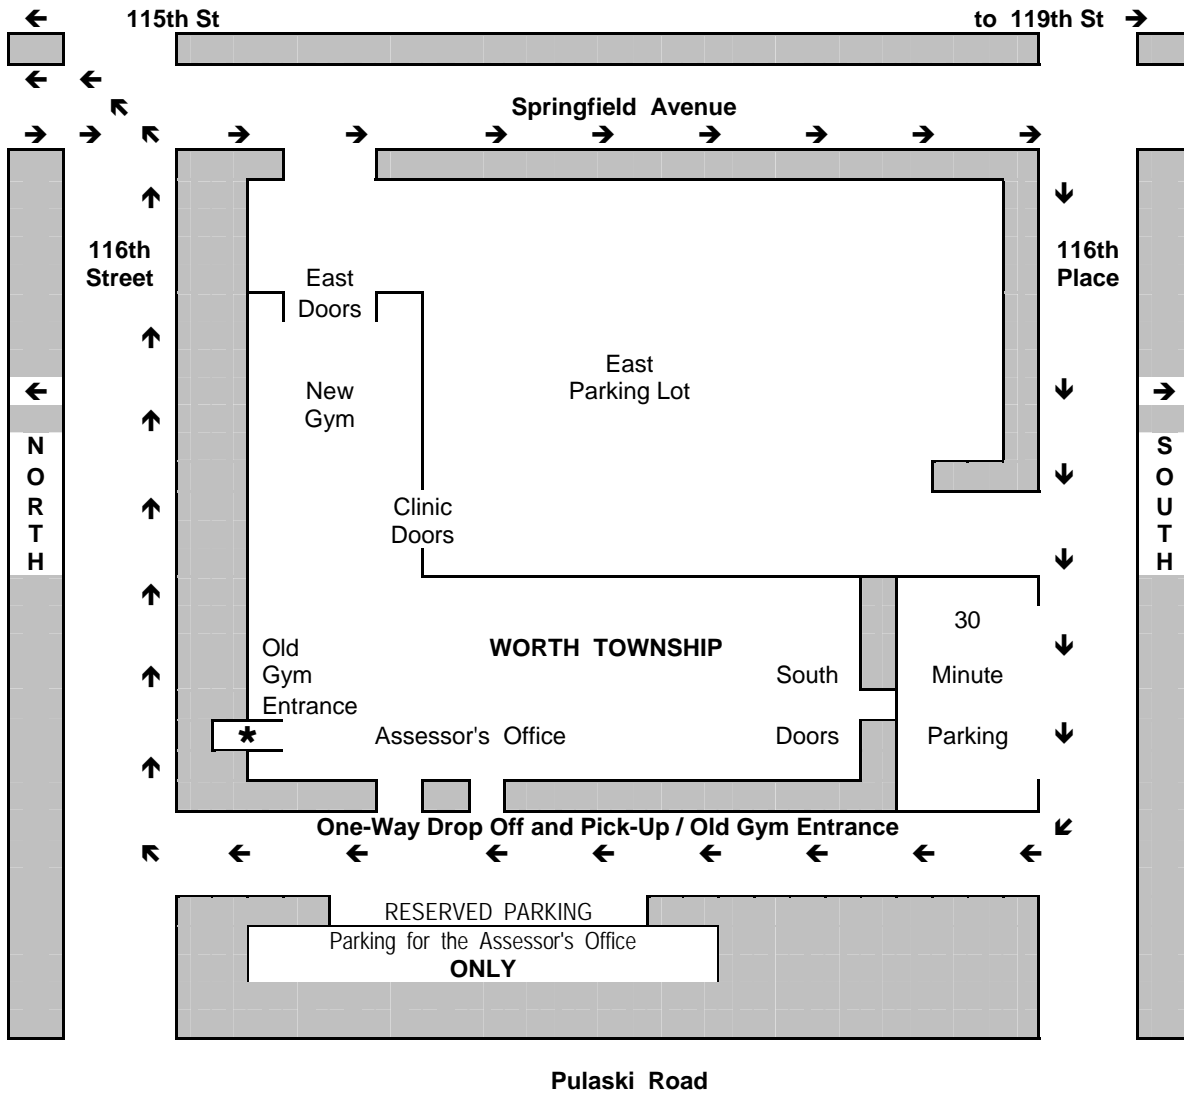 115th St
to 119th St
Springfield Avenue
116th
Street
116th
Place
East
Doors
East
Parking Lot
New
Gym
NORTH
SOUTH
Clinic
Doors
30
Minute
Parking
Old
Gym
Entrance
WORTH TOWNSHIP
South
Doors
*
Assessor's Office
One-Way Drop Off and Pick-Up / Old Gym Entrance
RESERVED PARKING
Parking for the Assessor's Office
ONLY
Pulaski Road